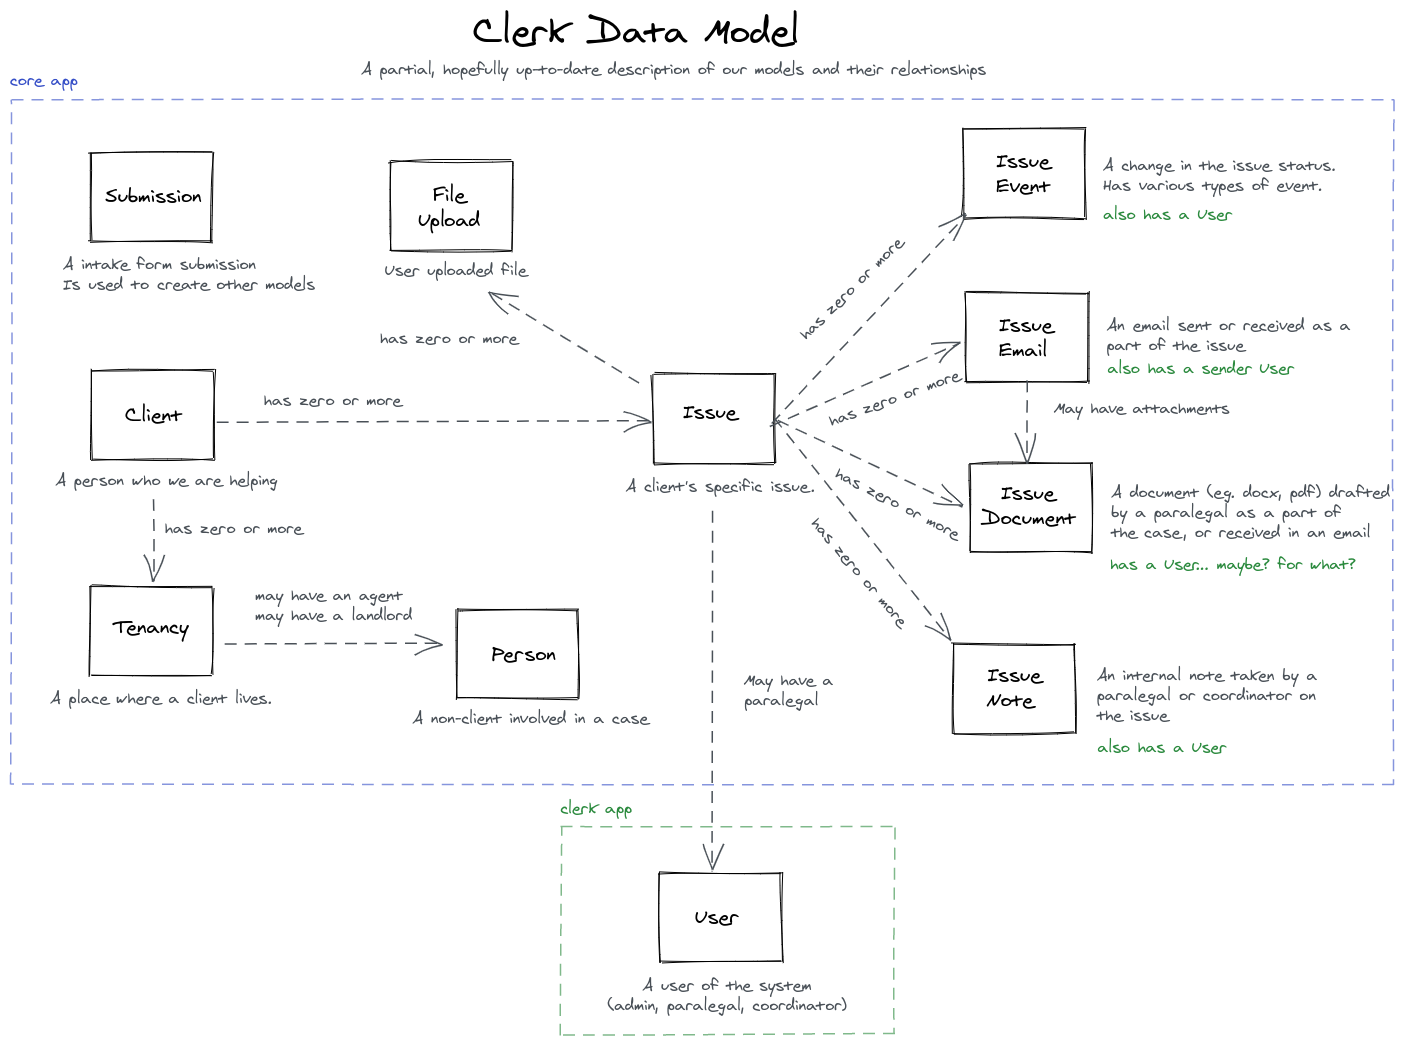 Clerk Data Model
A partial, hopefully up-to-date description of our models and their relationships
core app
Submission
A intake form submission
Is used to create other models
File
Upload
User uploaded file
has zero or more
Issue
Event
A change in the issue status.
Has various types of event.
also has a User
has zero or more
Issue
Email
An email sent or received as a
part of the issue
also has a sender User
has zero or more
May have attachments
Client
A person who we are helping
has zero or more
Issue
A client's specific issue.
has zero or more
Issue
Document
A document (eg. docx, pdf) drafted
by a paralegal as a part of
the case, or received in an email
has a User... maybe? for what?
has zero or more
has zero or more
Tenancy
A place where a client lives.
may have an agent
may have a landlord
Person
A non-client involved in a case
May have a
paralegal
Issue
Note
An internal note taken by a
paralegal or coordinator on
the issue
also has a User
clerk app
User
A user of the system
(admin, paralegal, coordinator)